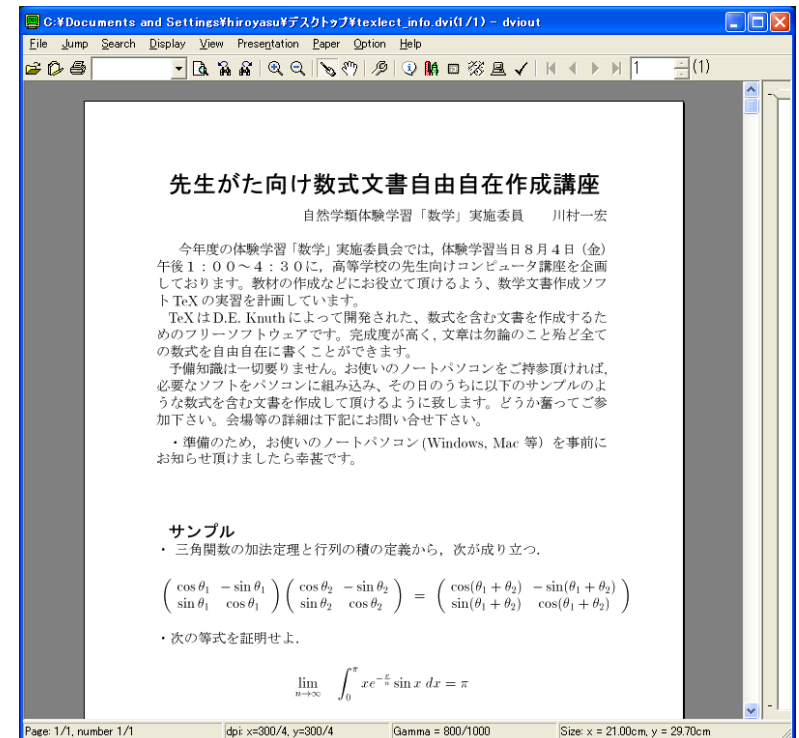 C:¥Documents and Settings¥hiroyasu¥デスクトップ¥texlect_info.dvi(1/1) - dviout
File Jump Search Display View Presentation Paper Option Help
1 (1)
先生がた向け数式文書自由自在作成講座
自然学類体験学習「数学」実施委員 川村一宏
今年度の体験学習「数学」実施委員会では, 体験学習当日8月4日（金）
午後1：00～4：30に, 高等学校の先生向けコンピュータ講座を企画
しております。教材の作成などにお役立て頂けるよう、数学文書作成ソフ
ト TeX の実習を計画しています。
TeX は D.E. Knuth によって開発された、数式を含む文書を作成するた
めのフリーソフトウェアです。完成度が高く, 文章は勿論のこと殆ど全て
の数式を自由自在に書くことができます。
予備知識は一切要りません。お使いのノートパソコンをご持参頂ければ,
必要なソフトをパソコンに組み込み、その日のうちに以下のサンプルのよ
うな数式を含む文書を作成して頂けるように致します。どうか奮ってご参
加下さい。会場等の詳細は下記にお問い合せ下さい。
・準備のため, お使いのノートパソコン (Windows, Mac 等）を事前に
お知らせ頂けましたら幸甚です。
サンプル
・ 三角関数の加法定理と行列の積の定義から, 次が成り立つ.
( cos θ₁ − sin θ₁ ) ( cos θ₂ − sin θ₂ ) = ( cos(θ₁ + θ₂) − sin(θ₁ + θ₂) )
( sin θ₁ cos θ₁ ) ( sin θ₂ cos θ₂ ) ( sin(θ₁ + θ₂) cos(θ₁ + θ₂) )
・次の等式を証明せよ.
lim n→∞ ∫₀^π xe^{−x/n} sin x dx = π
Page: 1/1, number 1/1 dpi: x=300/4, y=300/4 Gamma = 800/1000 Size: x = 21.00cm, y = 29.70cm